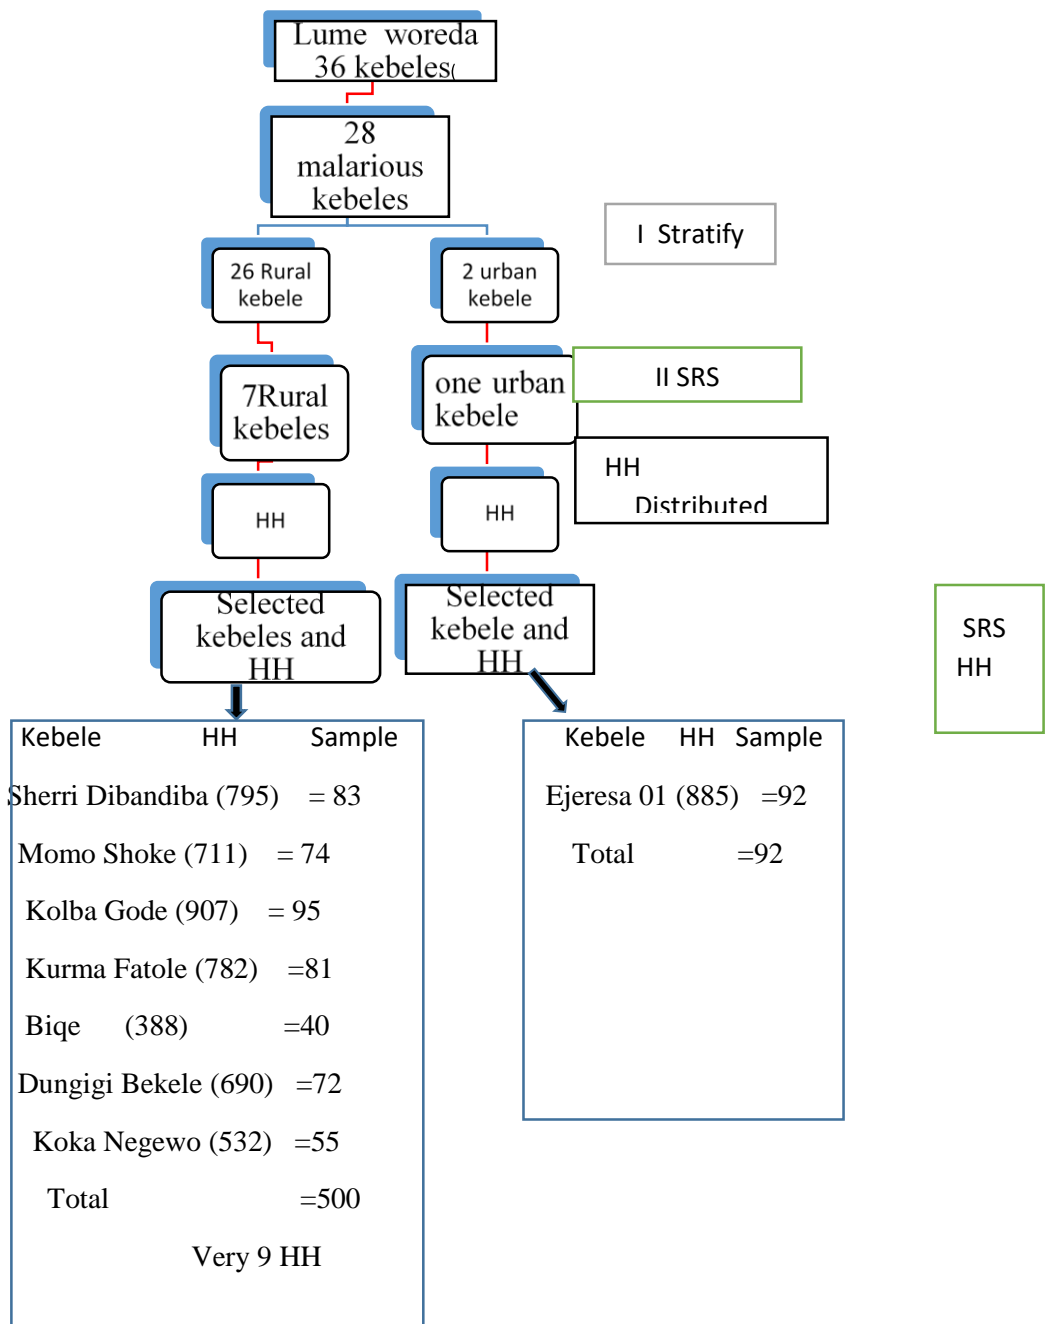 Lume woreda
36 kebeles(
28
malarious
kebeles
I Stratify
26 Rural
kebele
2 urban
kebele
7Rural
kebeles
one urban
kebele
II SRS
HH
Distributed
HH
HH
Selected
kebeles and
HH
Selected
kebele and
HH
SRS
HH
Kebele HH Sample
Sherri Dibandiba (795) = 83
Momo Shoke (711) = 74
Kolba Gode (907) = 95
Kurma Fatole (782) =81
Biqe (388) =40
Dungigi Bekele (690) =72
Koka Negewo (532) =55
Total =500
Very 9 HH
Kebele HH Sample
Ejeresa 01 (885) =92
Total =92